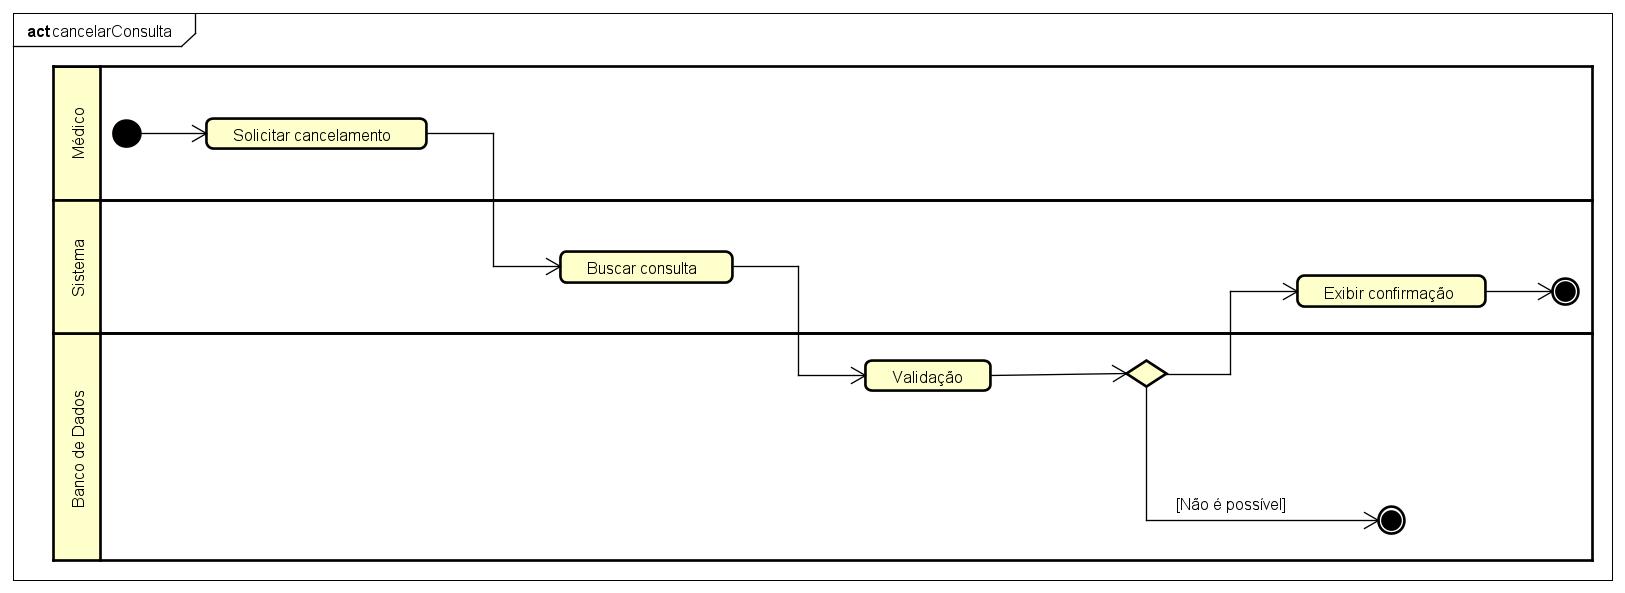 act cancelarConsulta
Médico
Solicitar cancelamento
Sistema
Buscar consulta
Exibir confirmação
Banco de Dados
Validação
[Não é possível]